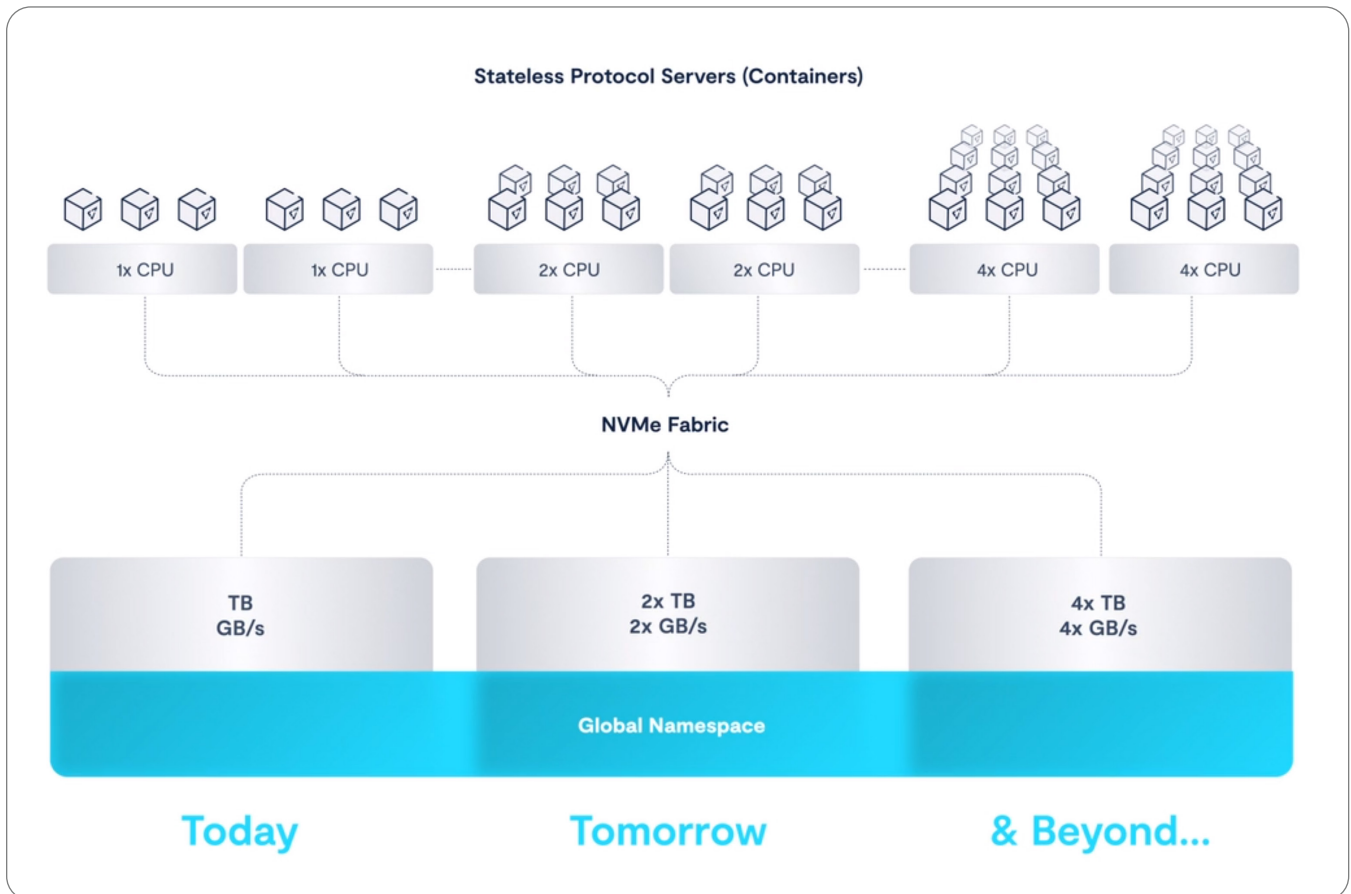 Stateless Protocol Servers (Containers)
1x CPU
1x CPU
2x CPU
2x CPU
4x CPU
4x CPU
NVMe Fabric
TB
GB/s
2x TB
2x GB/s
4x TB
4x GB/s
Global Namespace
Today
Tomorrow
& Beyond...